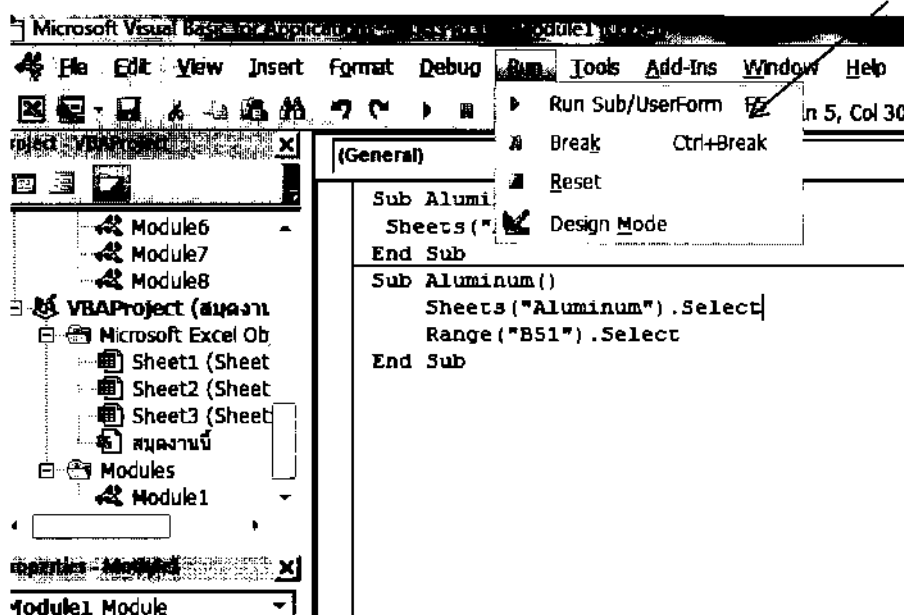 Microsoft Visual Basic for Applications
File Edit View Insert Format Debug Run Tools Add-Ins Window Help
Run Sub/UserForm F5
Ln 5, Col 30
Break Ctrl+Break
Reset
Design Mode
Project - VBAProject
(General)
Module6
Module7
Module8
VBAProject (สมุดงาน
Microsoft Excel Ob
Sheet1 (Sheet
Sheet2 (Sheet
Sheet3 (Sheet
สมุดงานนี้
Modules
Module1
Sub Alumi
Sheets("
End Sub
Sub Aluminum()
Sheets("Aluminum").Select
Range("B51").Select
End Sub
Properties - Module1
Module1 Module